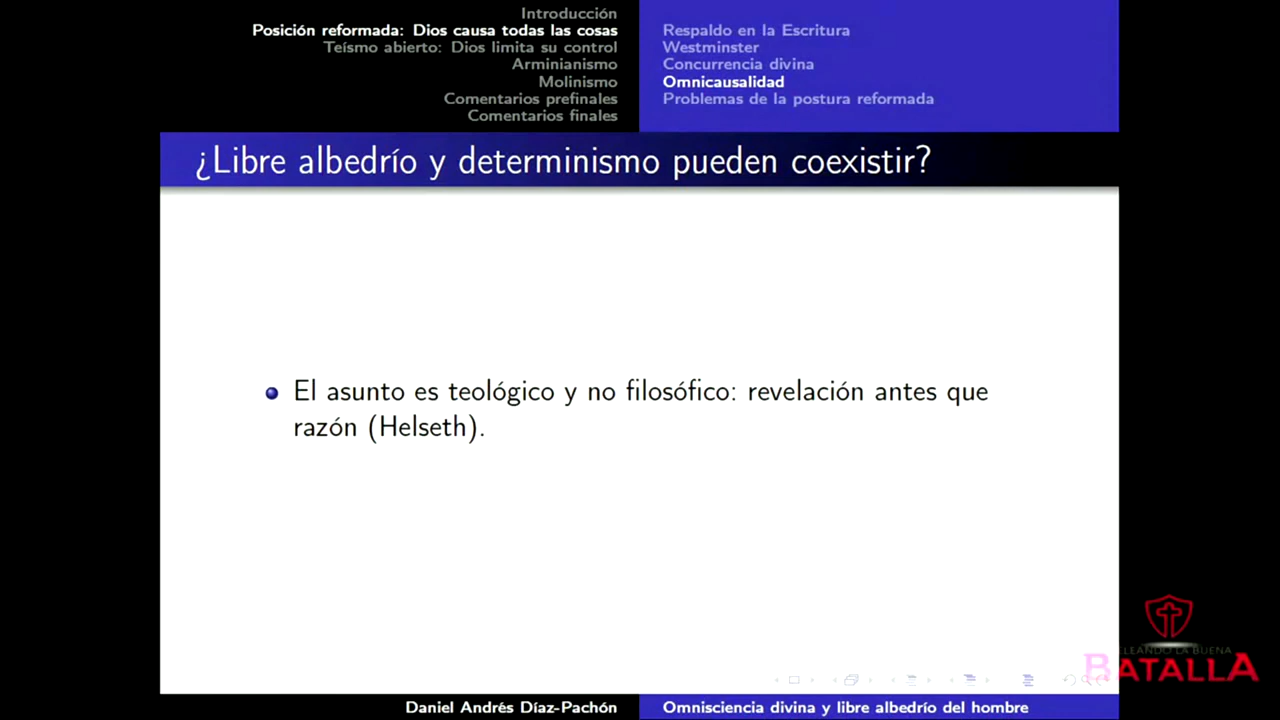 Introducción
Posición reformada: Dios causa todas las cosas
Teísmo abierto: Dios limita su control
Arminianismo
Molinismo
Comentarios prefinales
Comentarios finales
Respaldo en la Escritura
Westminster
Concurrencia divina
Omnicausalidad
Problemas de la postura reformada
¿Libre albedrío y determinismo pueden coexistir?
El asunto es teológico y no filosófico: revelación antes que
razón (Helseth).
LA BUENA
BATALLA
Daniel Andrés Díaz-Pachón
Omnisciencia divina y libre albedrío del hombre